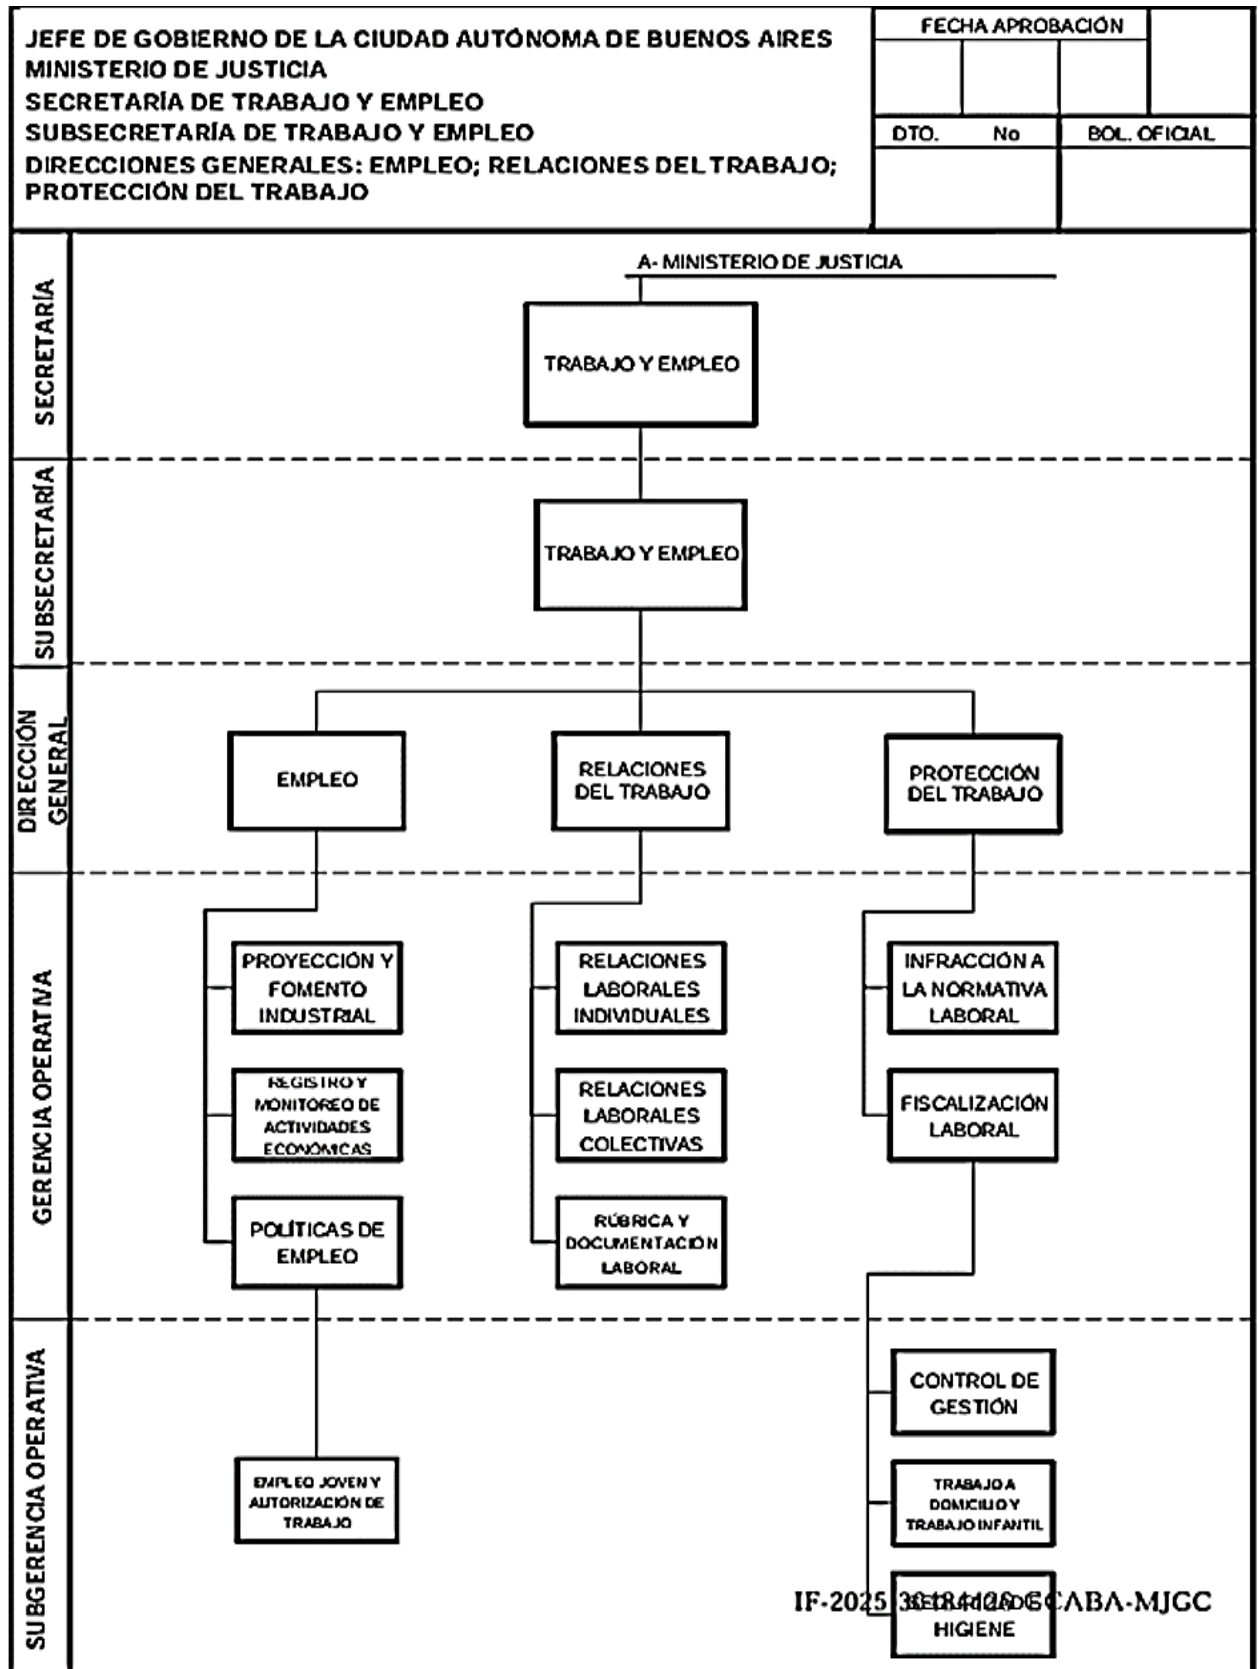 JEFE DE GOBIERNO DE LA CIUDAD AUTÓNOMA DE BUENOS AIRES
MINISTERIO DE JUSTICIA
SECRETARÍA DE TRABAJO Y EMPLEO
SUBSECRETARÍA DE TRABAJO Y EMPLEO
DIRECCIONES GENERALES: EMPLEO; RELACIONES DEL TRABAJO;
PROTECCIÓN DEL TRABAJO
FECHA APROBACIÓN
DTO. No
BOL. OFICIAL
SECRETARÍA
A- MINISTERIO DE JUSTICIA
TRABAJO Y EMPLEO
SUBSECRETARÍA
TRABAJO Y EMPLEO
DIRECCIÓN
GENERAL
EMPLEO
RELACIONES
DEL TRABAJO
PROTECCIÓN
DEL TRABAJO
GERENCIA OPERATIVA
PROYECCIÓN Y
FOMENTO
INDUSTRIAL
RELACIONES
LABORALES
INDIVIDUALES
INFRACCIÓN A
LA NORMATIVA
LABORAL
REGISTRO Y
MONITOREO DE
ACTIVIDADES
ECONÓMICAS
RELACIONES
LABORALES
COLECTIVAS
FISCALIZACIÓN
LABORAL
POLÍTICAS DE
EMPLEO
RÚBRICA Y
DOCUMENTACIÓN
LABORAL
SUBGERENCIA OPERATIVA
EMPLEO JOVEN Y
AUTORIZACIÓN DE
TRABAJO
CONTROL DE
GESTIÓN
TRABAJO A
DOMICILIO Y
TRABAJO INFANTIL
HIGIENE
IF-2025 GCABA-MJGC